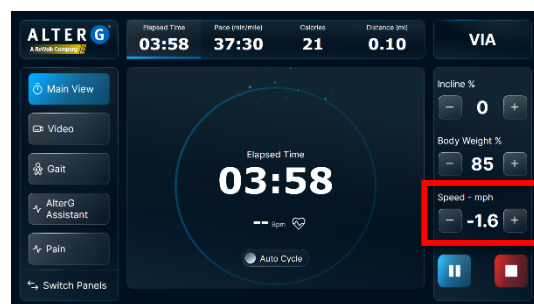 ALTER G
A ReWalk Company
Elapsed Time
03:58
Pace (min/mile)
37:30
Calories
21
Distance (mi)
0.10
VIA
Main View
Video
Gait
AlterG
Assistant
Pain
Switch Panels
Elapsed Time
03:58
-- Bpm
Auto Cycle
Incline %
− 0 +
Body Weight %
− 85 +
Speed - mph
− -1.6 +